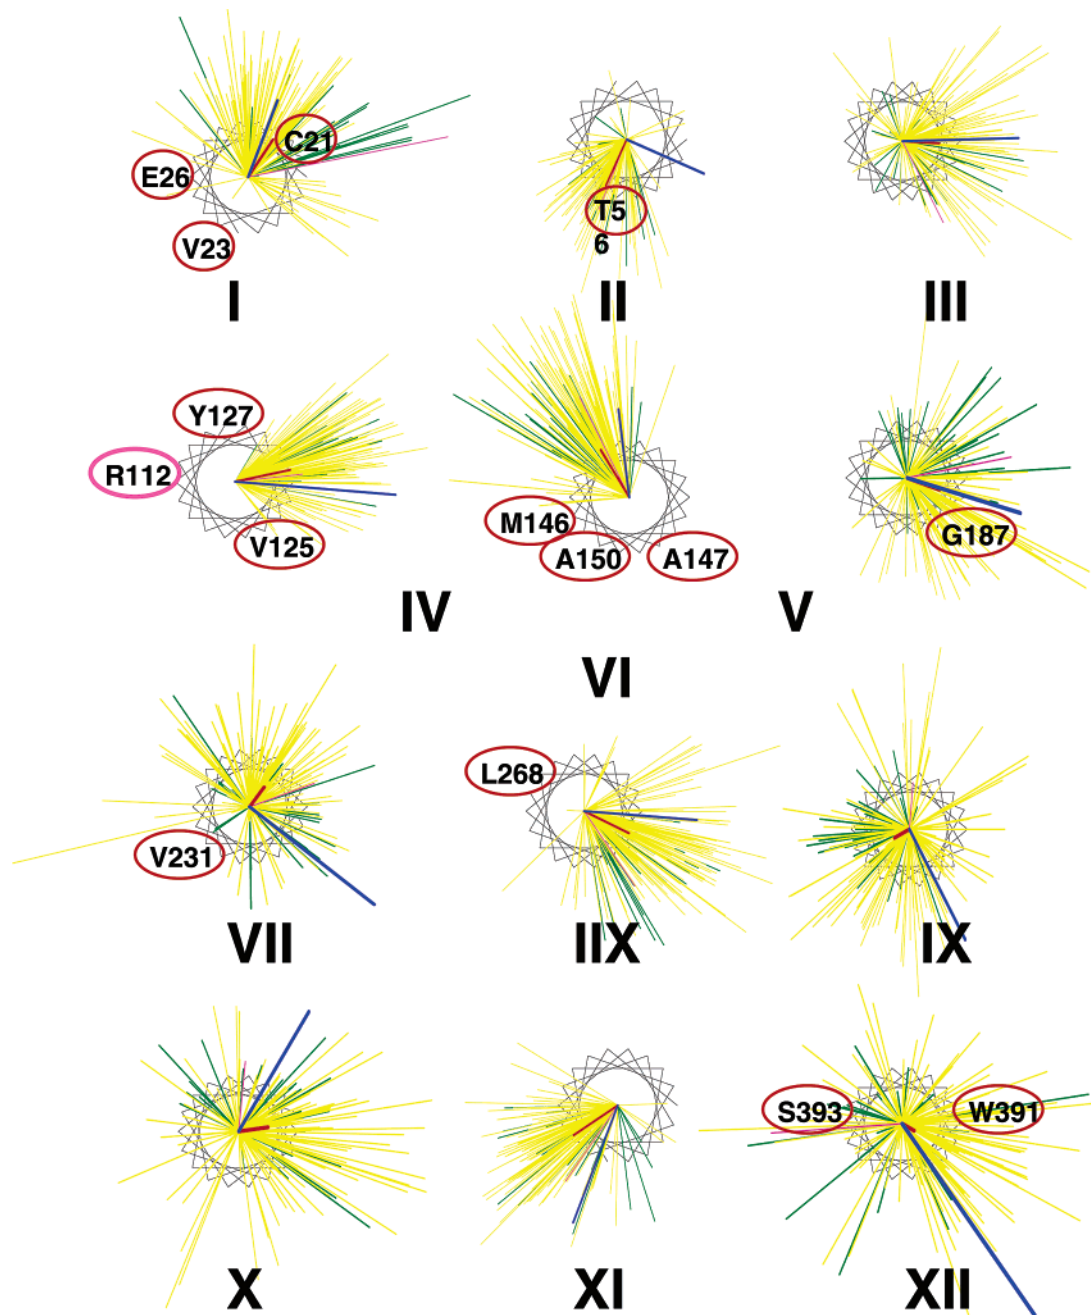 C21
E26
V23
I
T5
6
II
III
Y127
R112
V125
IV
M146
A150
A147
VI
G187
V
V231
VII
L268
IIX
IX
X
XI
S393
W391
XII